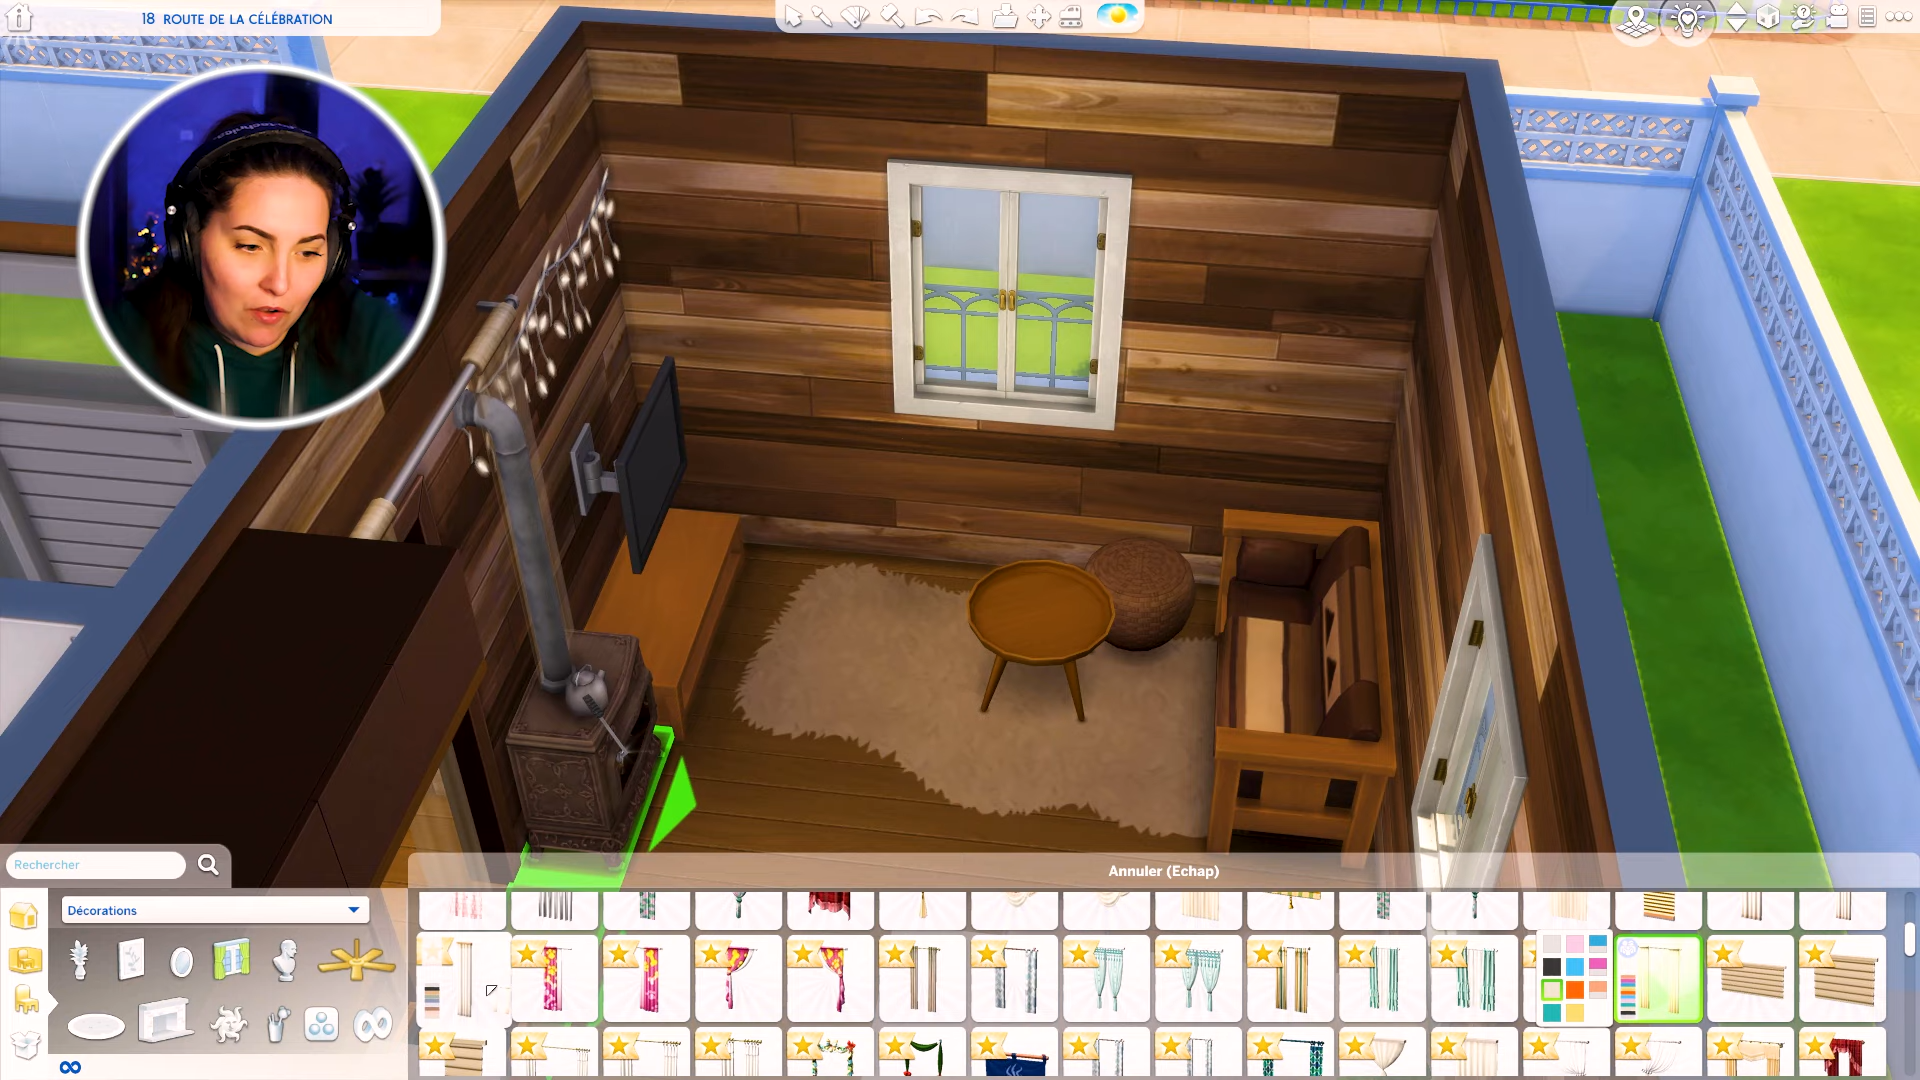 18 ROUTE DE LA CÉLÉBRATION
Annuler (Echap)
Rechercher
Décorations